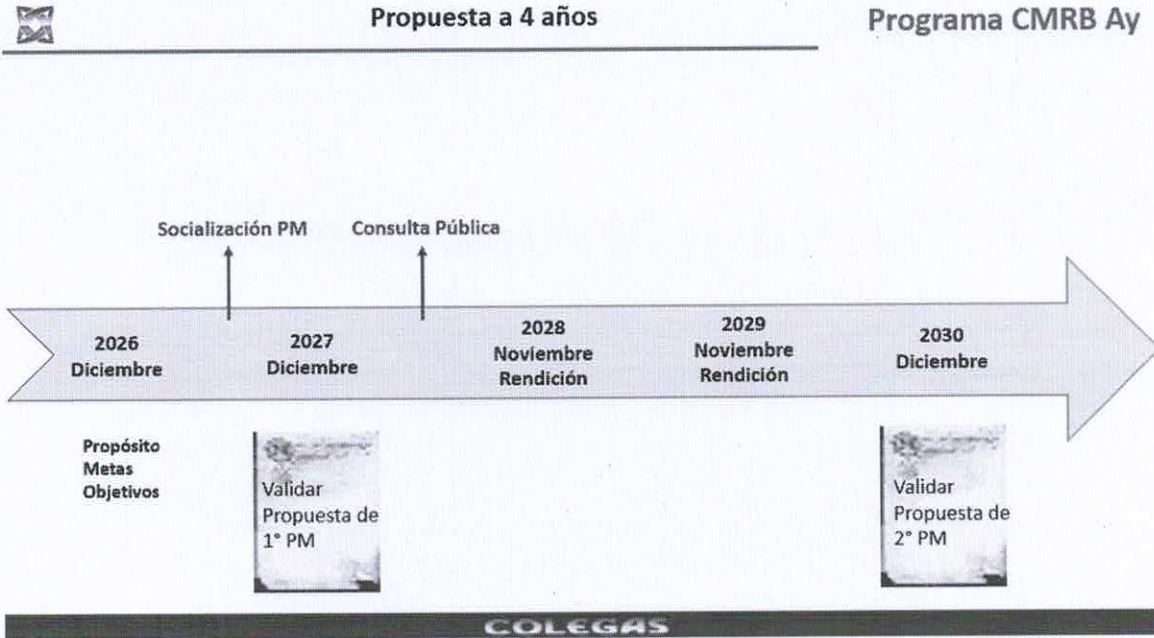 Propuesta a 4 años
Programa CMRB Ay
Socialización PM
Consulta Pública
2026
Diciembre
2027
Diciembre
2028
Noviembre
Rendición
2029
Noviembre
Rendición
2030
Diciembre
Propósito
Metas
Objetivos
Validar
Propuesta de
1° PM
Validar
Propuesta de
2° PM
COLEGAS